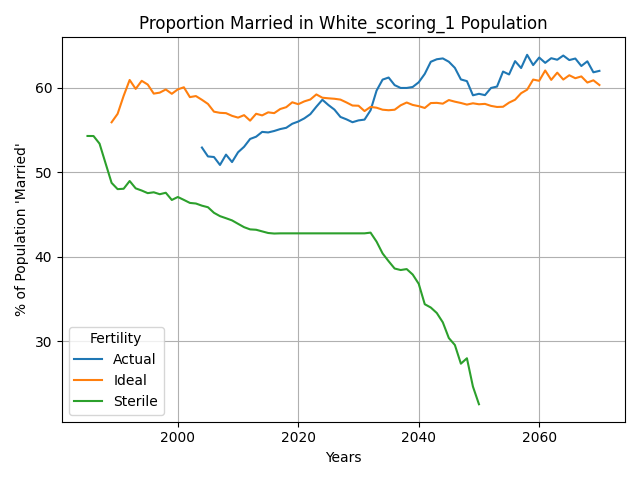 Proportion Married in White_scoring_1 Population
% of Population 'Married'
60
50
40
30
Fertility
Actual
Ideal
Sterile
2000 2020 2040 2060
Years